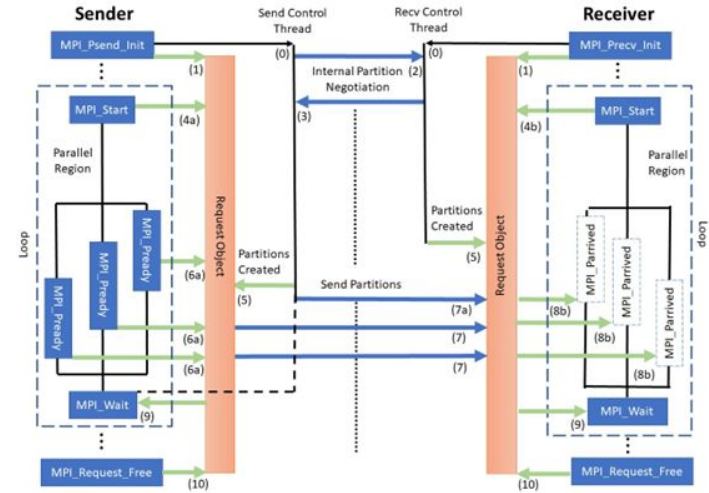 Sender
Send Control
Thread
Recv Control
Thread
Receiver
MPI_Psend_Init
(0)
(2)
(0)
MPI_Precv_Init
(1)
Internal Partition
Negotiation
(1)
MPI_Start
(4a)
(3)
(4b)
MPI_Start
Parallel
Region
Parallel
Region
Loop
Request Object
Request Object
Loop
MPI_Pready
MPI_Pready
MPI_Pready
Partitions
Created
(5)
Partitions
Created
(5)
MPI_Parrived
MPI_Parrived
MPI_Parrived
(6a)
Send Partitions
(7a)
(8b)
(6a)
(7)
(8b)
(6a)
(7)
(8b)
MPI_Wait
(9)
(9)
MPI_Wait
MPI_Request_Free
(10)
(10)
MPI_Request_Free